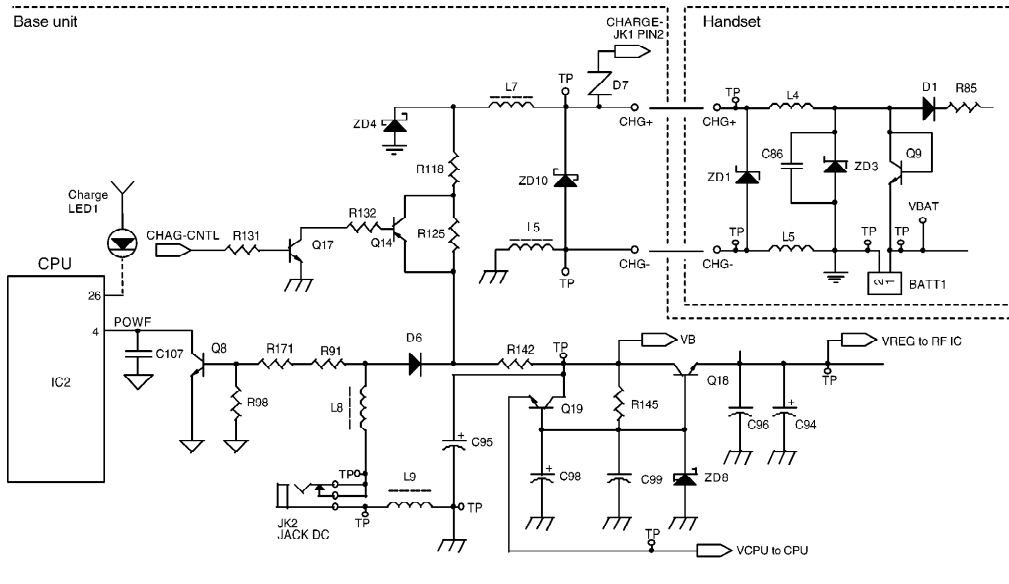 Base unit
CHARGE-
JK1 PIN2
Handset
TP
D7
L7
ZD4
CHG+
CHG+
TP
L4
D1
R85
R118
ZD10
ZD1
C86
ZD3
Q9
VBAT
Charge
LED1
R132
Q14
R125
CHAG-CNTL
R131
Q17
L5
TP
CHG-
CHG-
TP
L5
TP
TP
2 1
BATT1
CPU
26
4
POWF
IC2
C107
Q8
R171
R91
D6
R142
TP
VB
Q18
VREG to RF IC
TP
R98
L8
C95
Q19
R145
C96
C94
C98
C99
ZD8
TP
L9
TP
TP
JK2
JACK DC
TP
VCPU to CPU